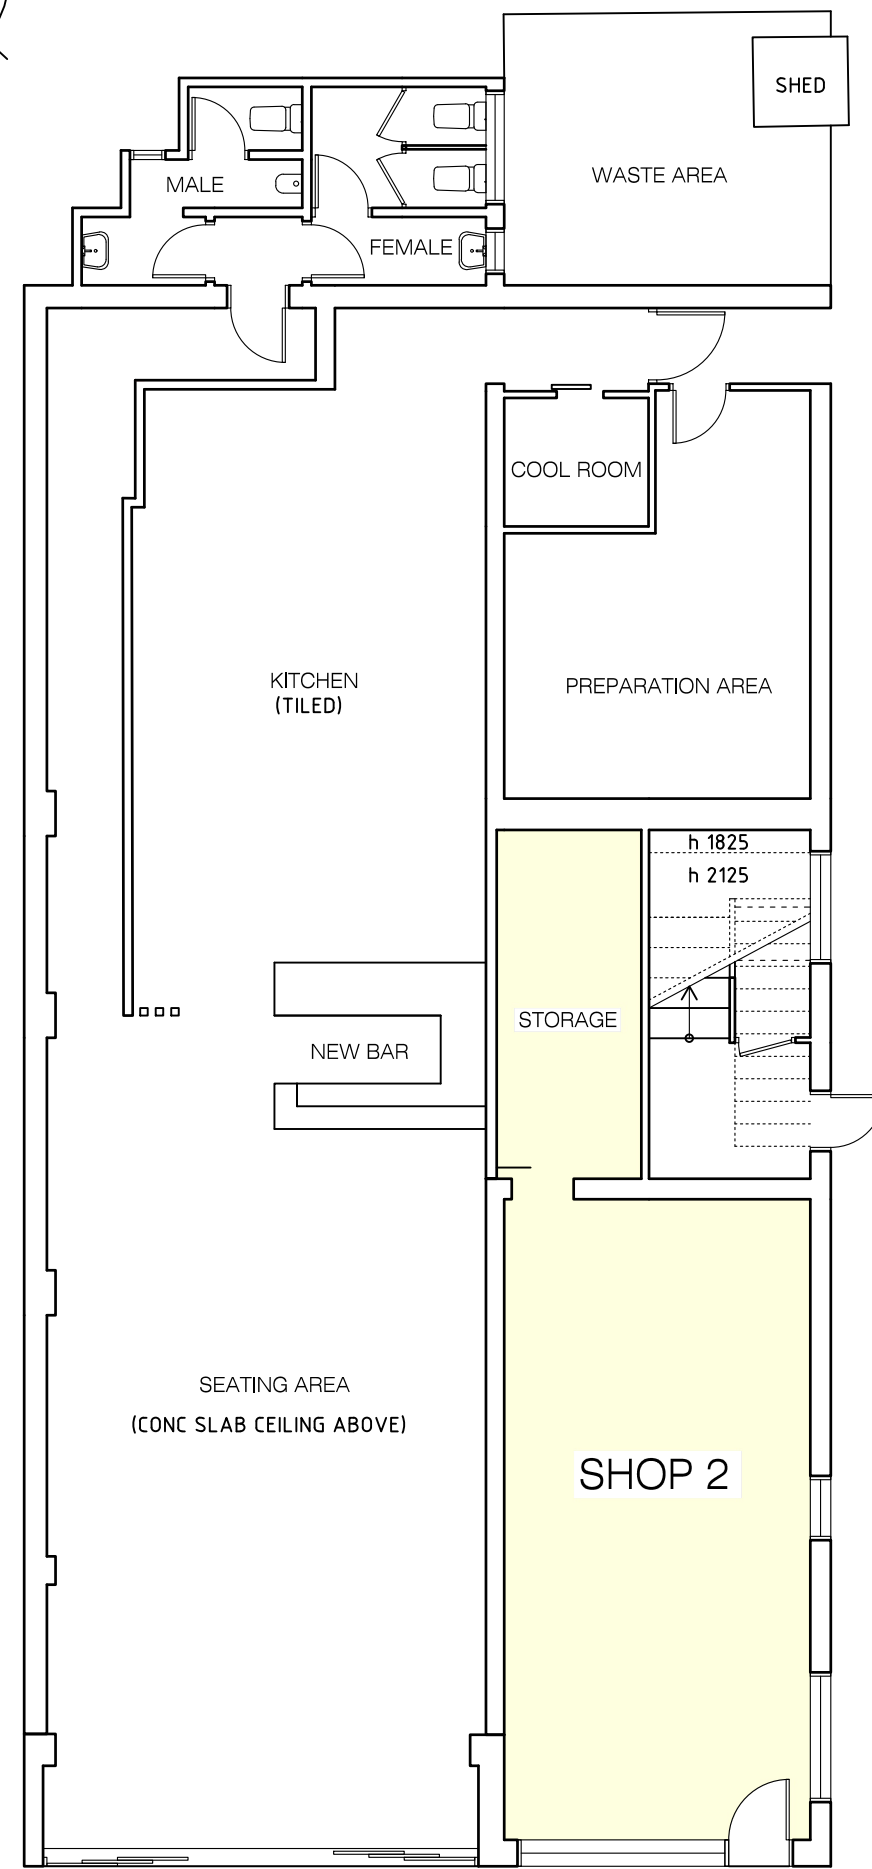 SHED
WASTE AREA
MALE
FEMALE
COOL ROOM
KITCHEN
(TILED)
PREPARATION AREA
h 1825
h 2125
STORAGE
NEW BAR
SEATING AREA
(CONC SLAB CEILING ABOVE)
SHOP 2